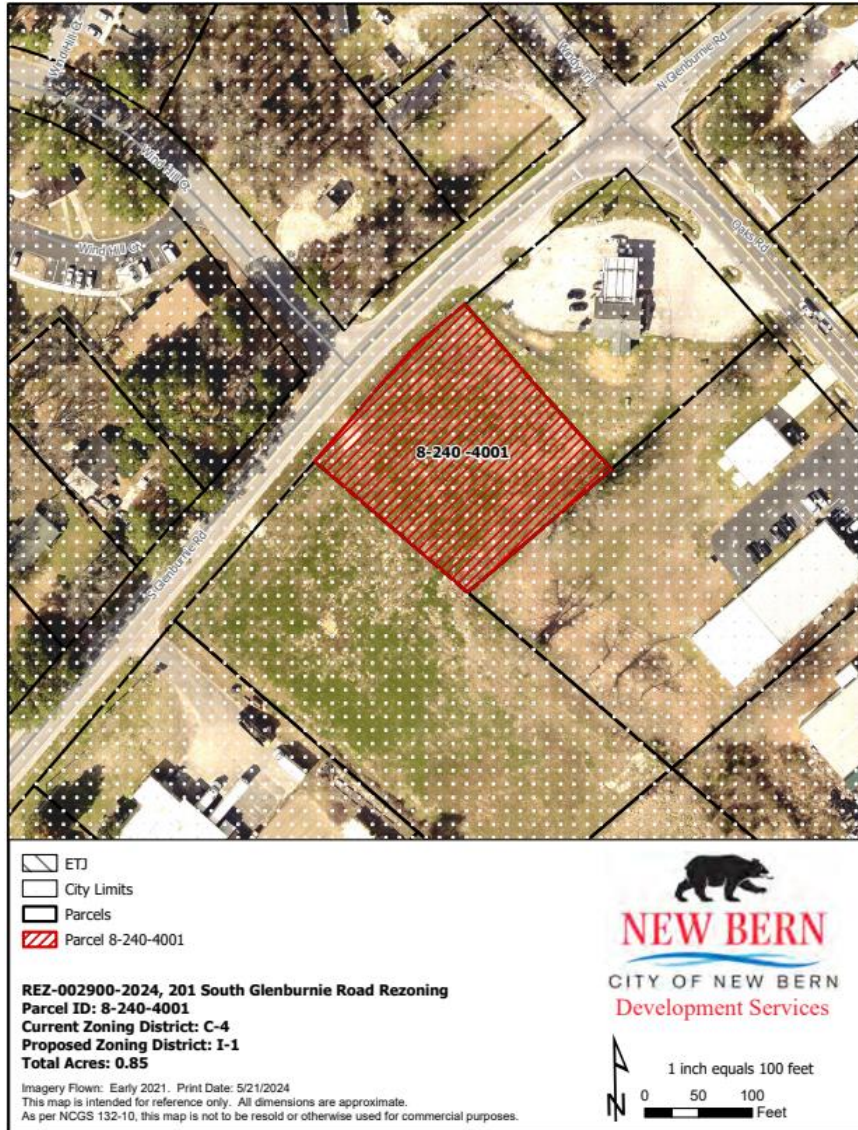 Wind Hill Ct
Windy Trl
N Glenburnie Rd
Wind Hill Ct
Wind Hill Ct
Oaks Rd
8-240 -4001
S Glenburnie Rd
ETJ
City Limits
Parcels
Parcel 8-240-4001
NEW BERN
CITY OF NEW BERN
Development Services
REZ-002900-2024, 201 South Glenburnie Road Rezoning
Parcel ID: 8-240-4001
Current Zoning District: C-4
Proposed Zoning District: I-1
Total Acres: 0.85
Imagery Flown: Early 2021. Print Date: 5/21/2024
This map is intended for reference only. All dimensions are approximate.
As per NCGS 132-10, this map is not to be resold or otherwise used for commercial purposes.
N
1 inch equals 100 feet
0 50 100
Feet